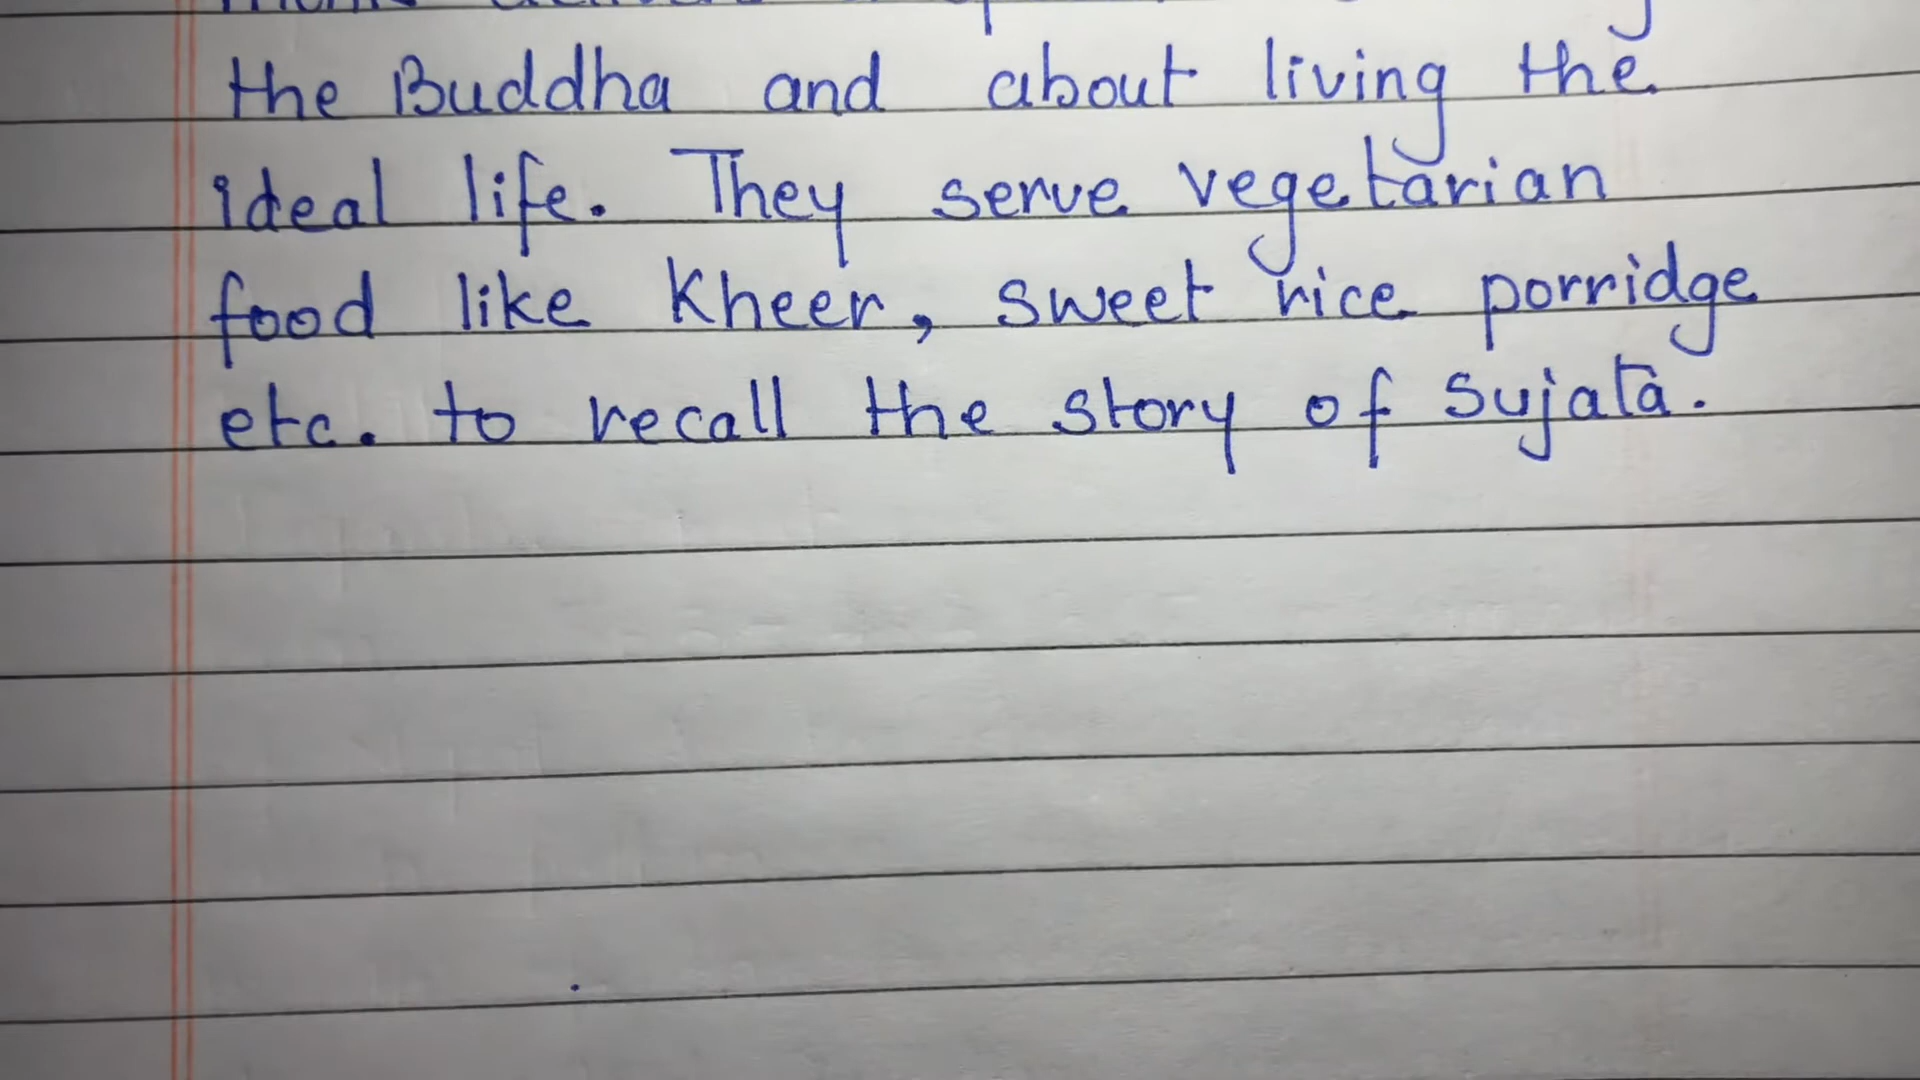 the Buddha and about living the
ideal life. They serve vegetarian
food like Kheer, sweet rice porridge
etc. to recall the story of Sujata.